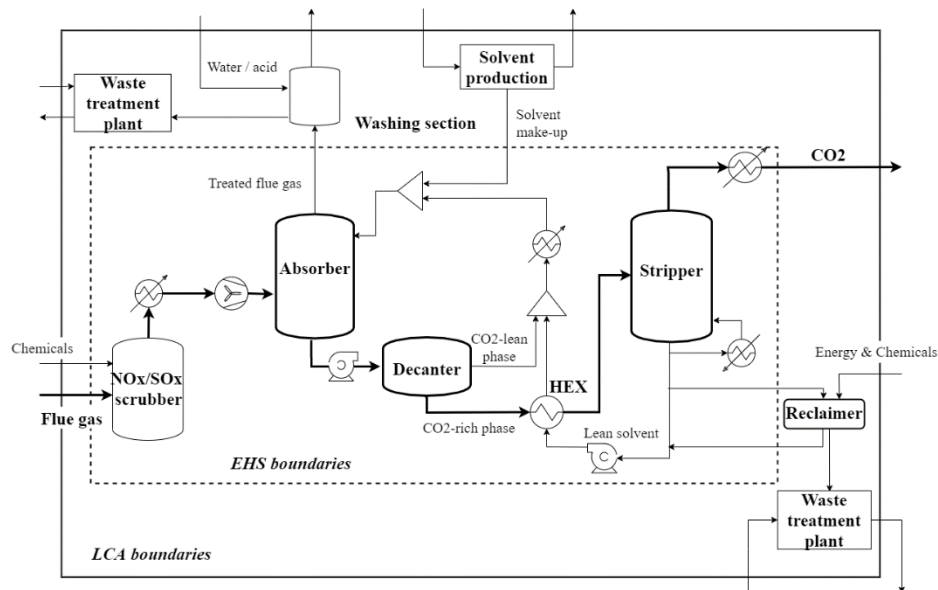 Water / acid
Solvent
production
Waste
treatment
plant
Washing section
Solvent
make-up
CO2
Treated flue gas
Absorber
Stripper
Chemicals
NOx/SOx
scrubber
Flue gas
Decanter
CO2-lean
phase
HEX
CO2-rich phase
Lean solvent
Energy & Chemicals
Reclaimer
EHS boundaries
Waste
treatment
plant
LCA boundaries